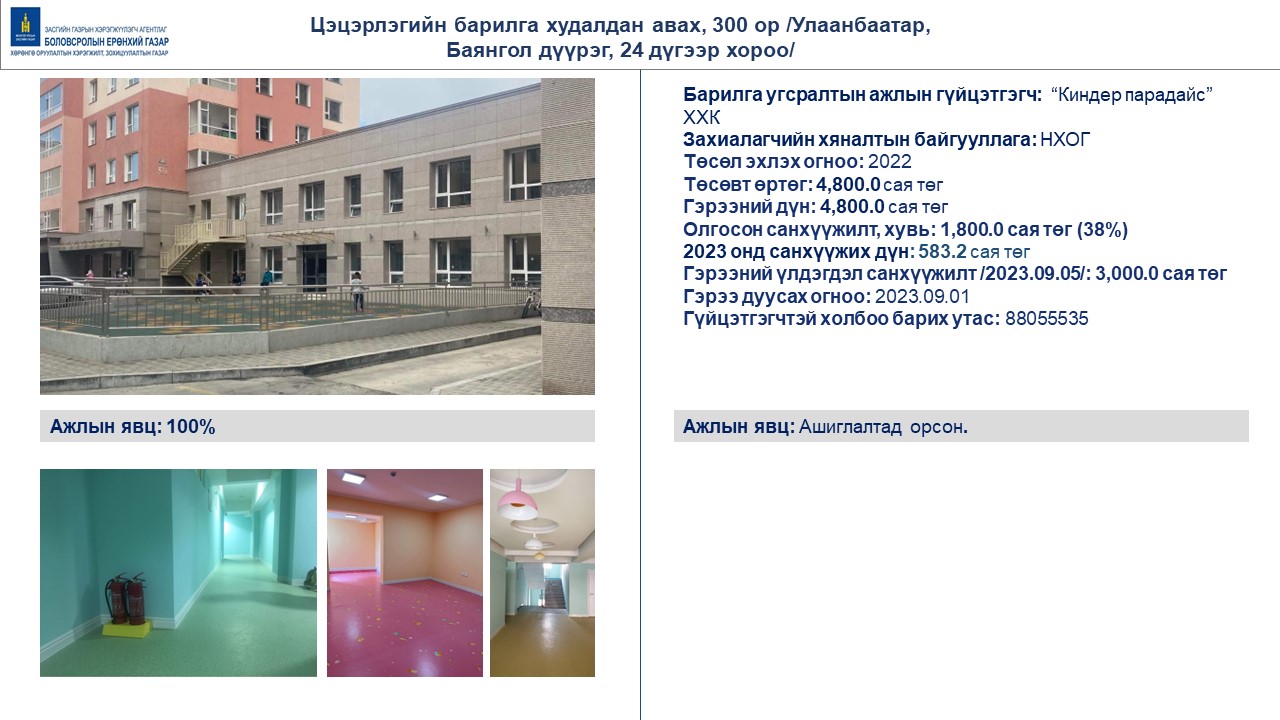 ЗАСГИЙН ГАЗРЫН ХЭРЭГЖҮҮЛЭГЧ АГЕНТЛАГ
БОЛОВСРОЛЫН ЕРӨНХИЙ ГАЗАР
ХӨРӨНГӨ ОРУУЛАЛТЫН ХЭРЭГЖИЛТ, ЗОХИЦУУЛАЛТЫН ГАЗАР
Цэцэрлэгийн барилга худалдан авах, 300 ор /Улаанбаатар,
Баянгол дүүрэг, 24 дүгээр хороо/
Барилга угсралтын ажлын гүйцэтгэгч: “Киндер парадайс”
ХХК
Захиалагчийн хяналтын байгууллага: НХОГ
Төсөл эхлэх огноо: 2022
Төсөвт өртөг: 4,800.0 сая төг
Гэрээний дүн: 4,800.0 сая төг
Олгосон санхүүжилт, хувь: 1,800.0 сая төг (38%)
2023 онд санхүүжих дүн: 583.2 сая төг
Гэрээний үлдэгдэл санхүүжилт /2023.09.05/: 3,000.0 сая төг
Гэрээ дуусах огноо: 2023.09.01
Гүйцэтгэгчтэй холбоо барих утас: 88055535
Ажлын явц: 100%
Ажлын явц: Ашиглалтад орсон.